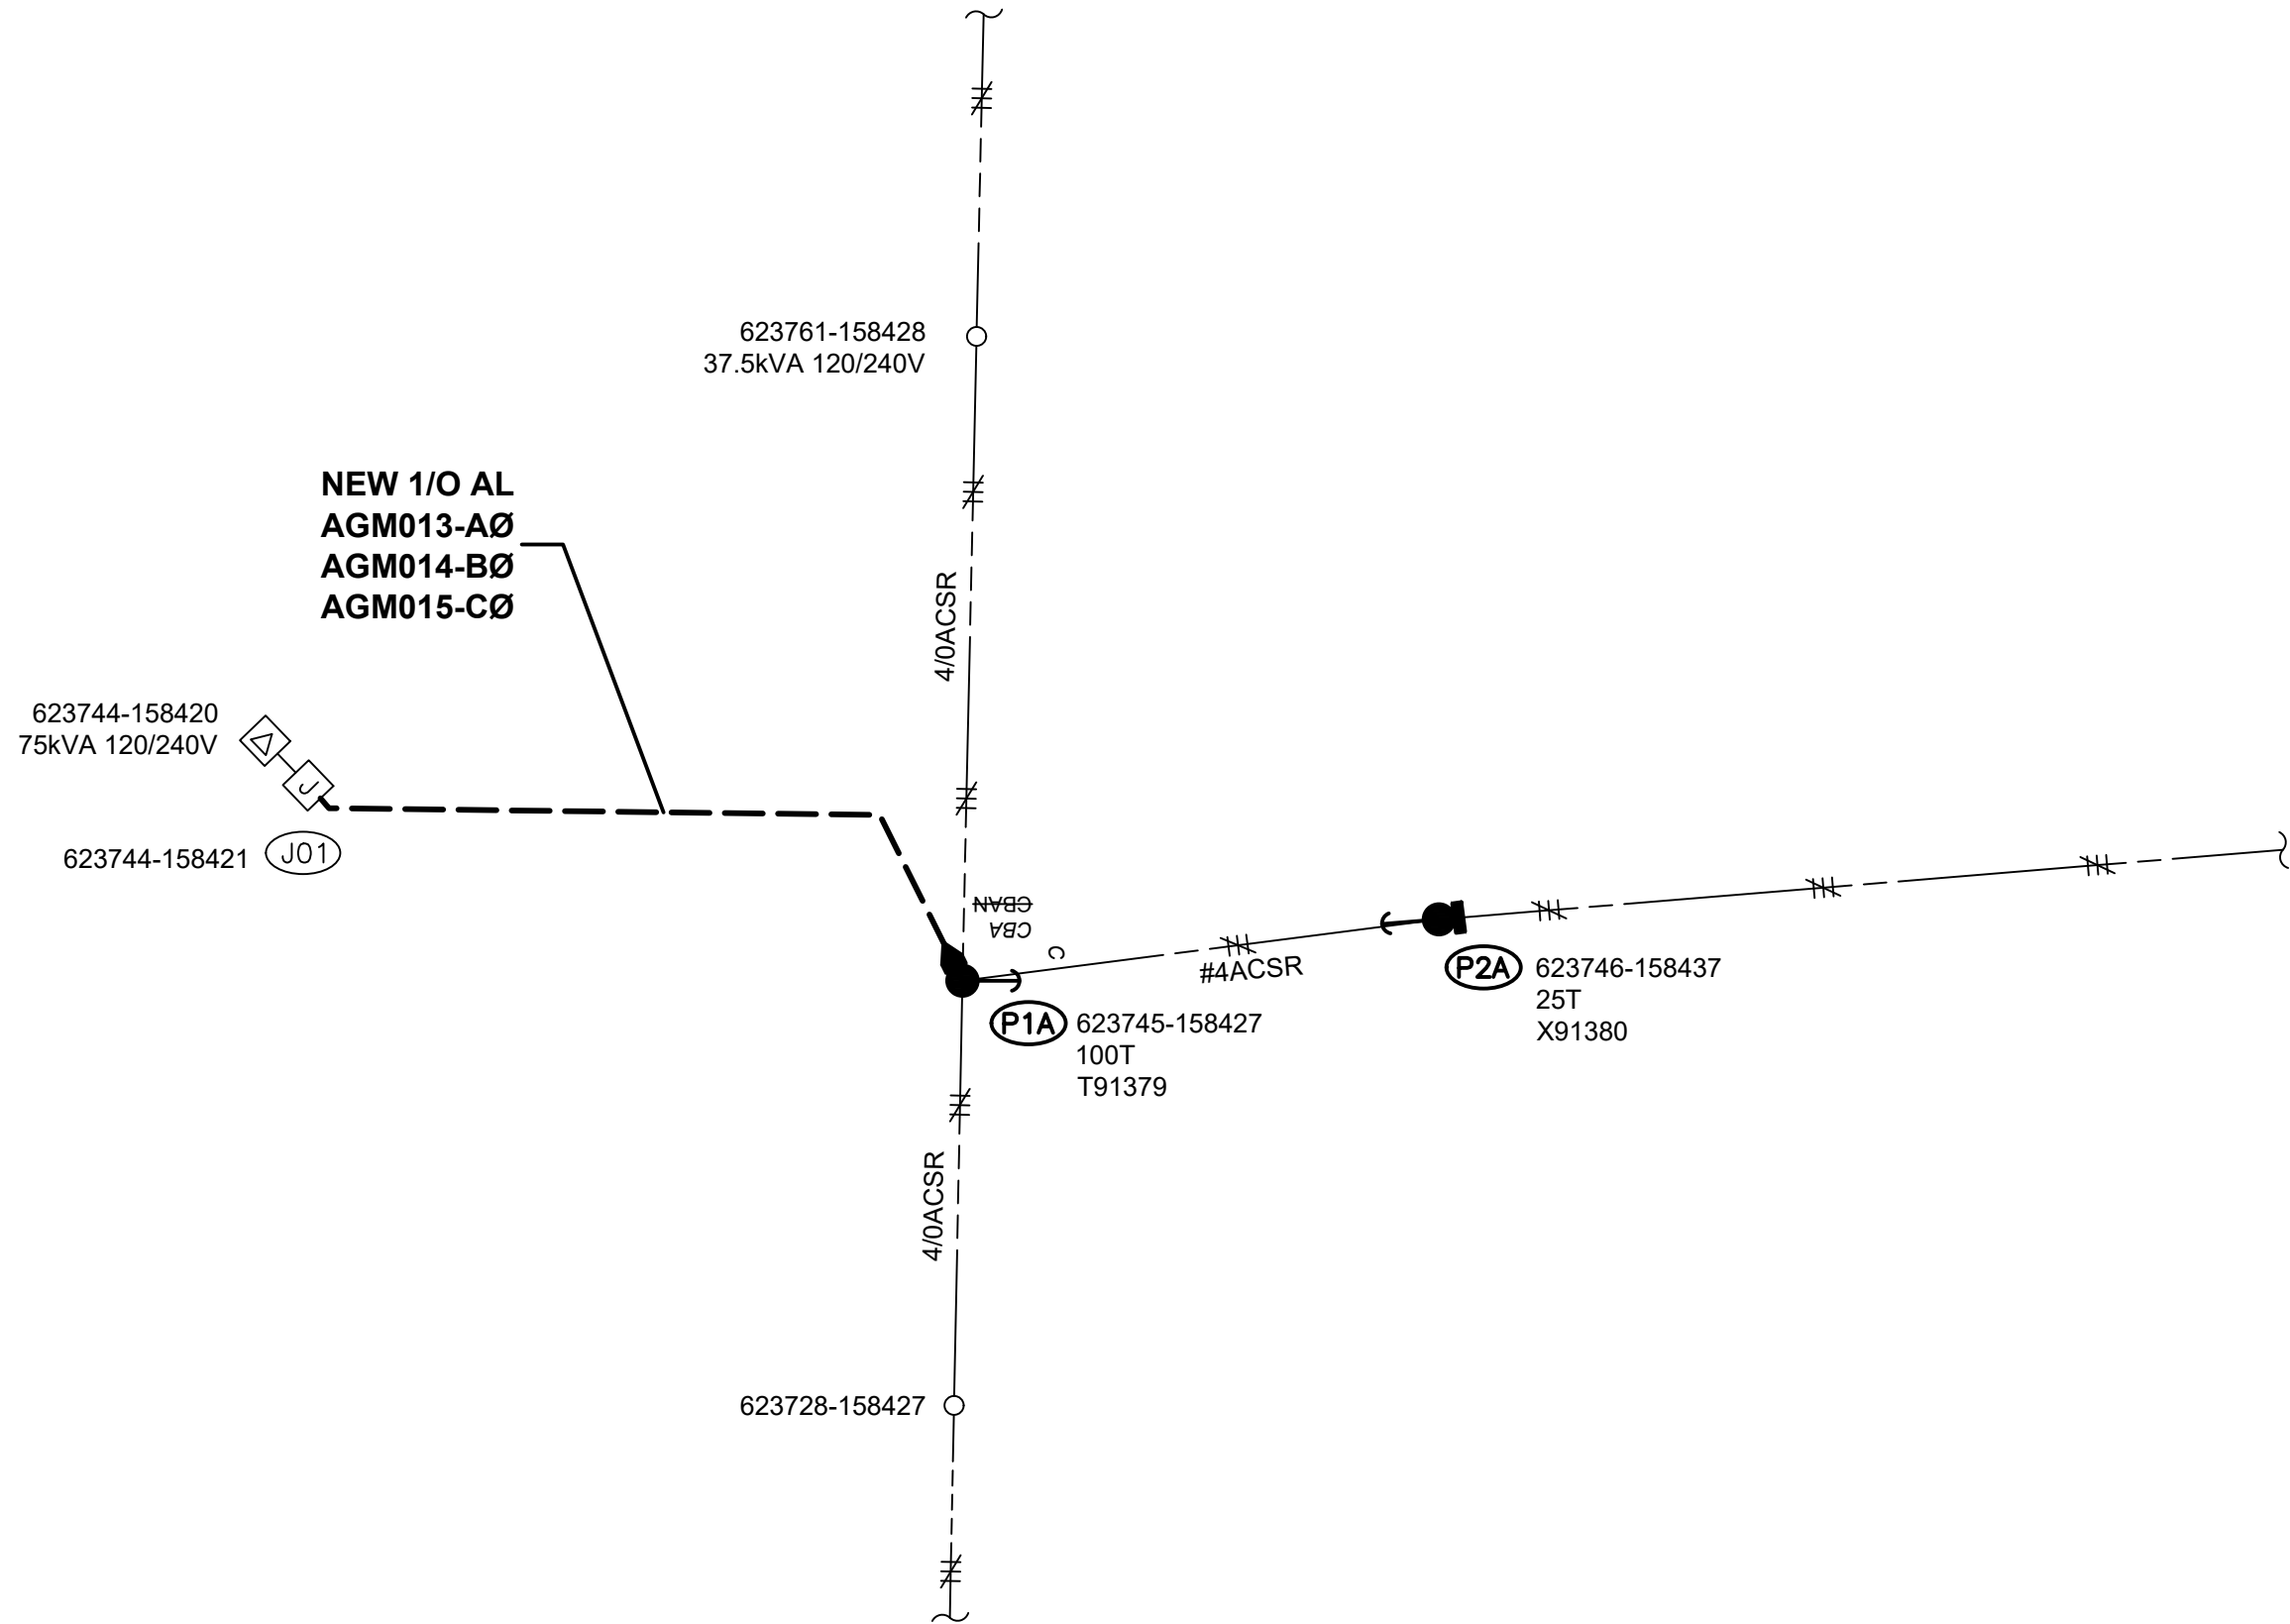 623761-158428
37.5kVA 120/240V
NEW 1/O AL
AGM013-AØ
AGM014-BØ
AGM015-CØ
4/0ACSR
623744-158420
75kVA 120/240V
J
623744-158421
J01
CBAN
CBA
C
#4ACSR
P1A
623745-158427
100T
T91379
P2A
623746-158437
25T
X91380
4/0ACSR
623728-158427